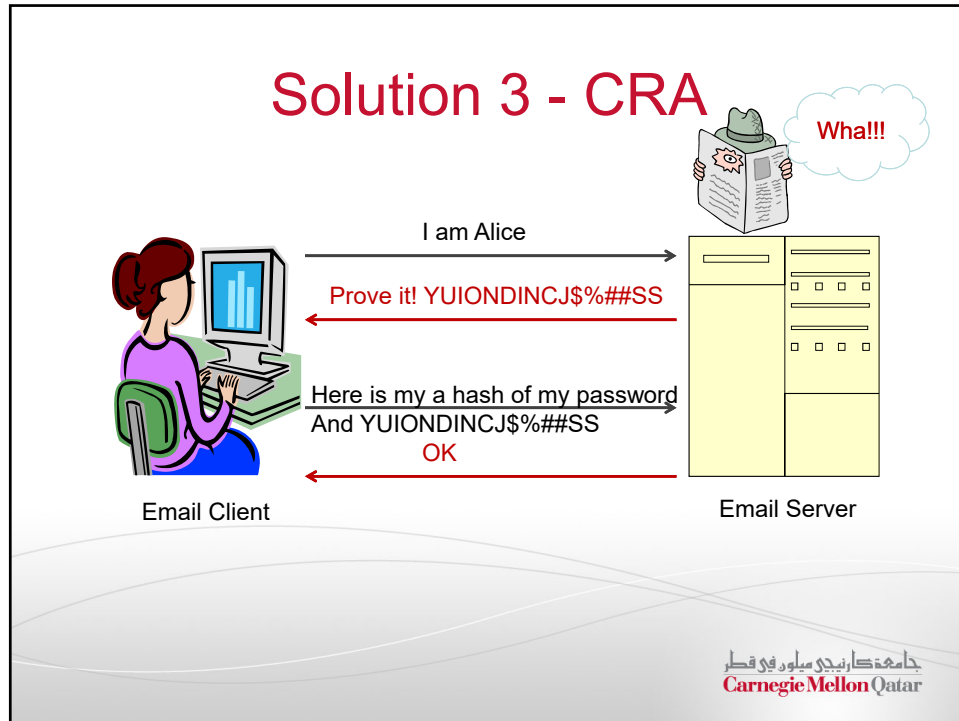 Solution 3 - CRA
Wha!!!
I am Alice
Prove it! YUIONDINCJ$%##SS
Here is my a hash of my password
And YUIONDINCJ$%##SS
OK
Email Client
Email Server
جامعة كارنيجي ميلون في قطر
Carnegie Mellon Qatar